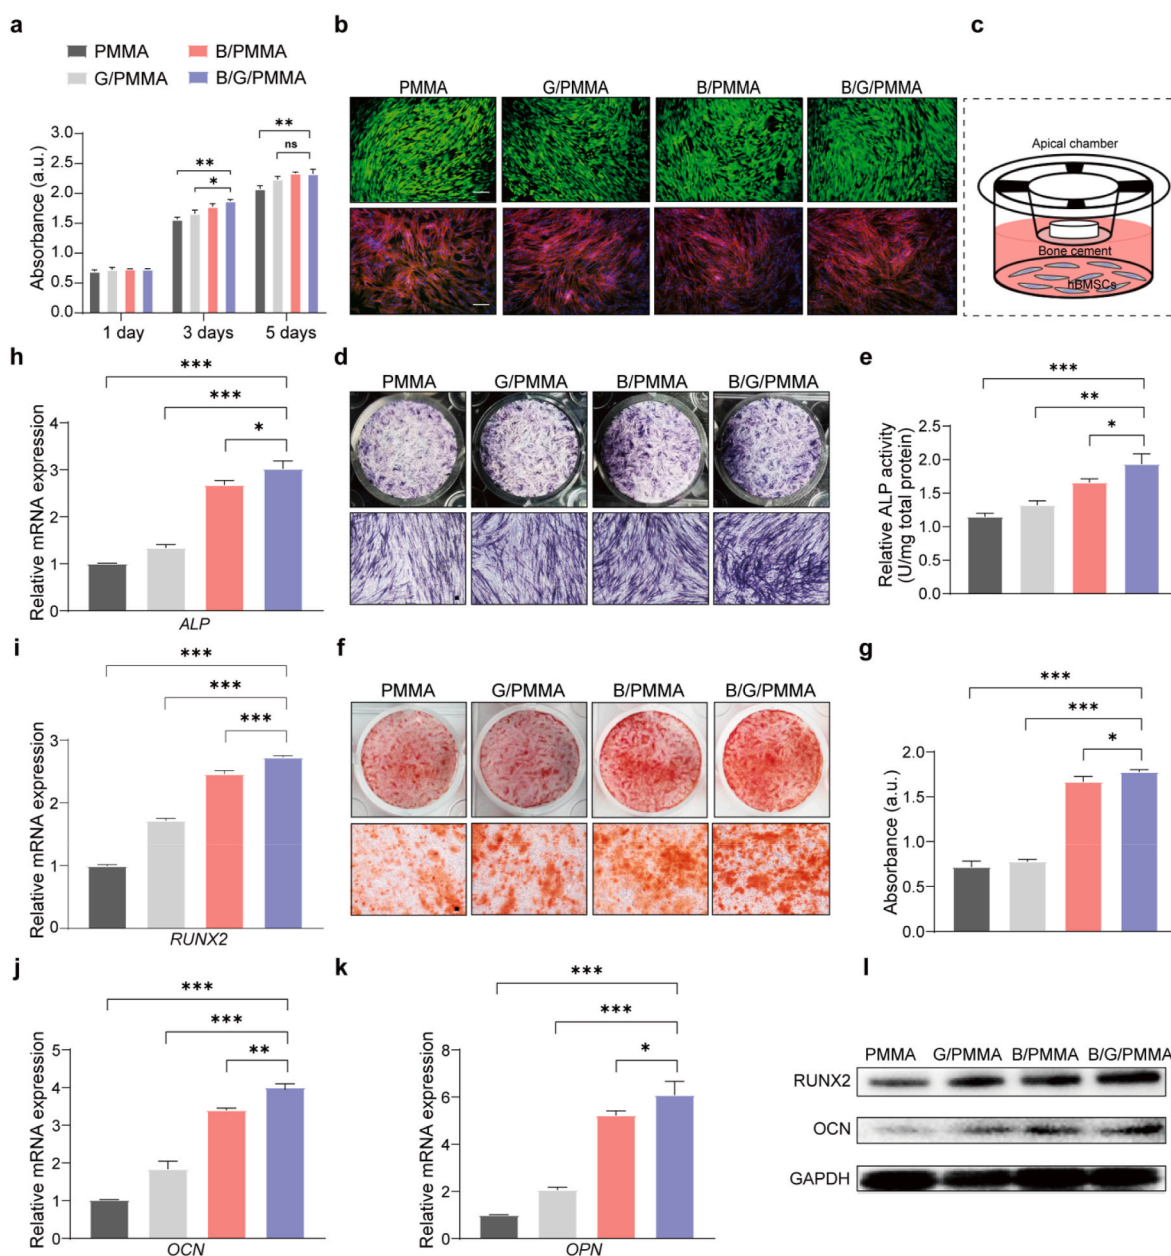 a
PMMA
B/PMMA
G/PMMA
B/G/PMMA
Absorbance (a.u.)
3.0
2.5
2.0
1.5
1.0
0.5
0.0
**
*
**
ns
1 day
3 days
5 days
b
PMMA
G/PMMA
B/PMMA
B/G/PMMA
c
Apical chamber
Bone cement
hBMSCs
h
Relative mRNA expression
4
3
2
1
0
***
***
*
ALP
d
PMMA
G/PMMA
B/PMMA
B/G/PMMA
e
Relative ALP activity
(U/mg total protein)
2.5
2.0
1.5
1.0
0.5
0.0
***
**
*
i
Relative mRNA expression
3
2
1
0
***
***
***
RUNX2
f
PMMA
G/PMMA
B/PMMA
B/G/PMMA
g
Absorbance (a.u.)
2.0
1.5
1.0
0.5
0.0
***
***
*
j
Relative mRNA expression
5
4
3
2
1
0
***
***
**
OCN
k
Relative mRNA expression
8
6
4
2
0
***
***
*
OPN
l
PMMA
G/PMMA
B/PMMA
B/G/PMMA
RUNX2
OCN
GAPDH